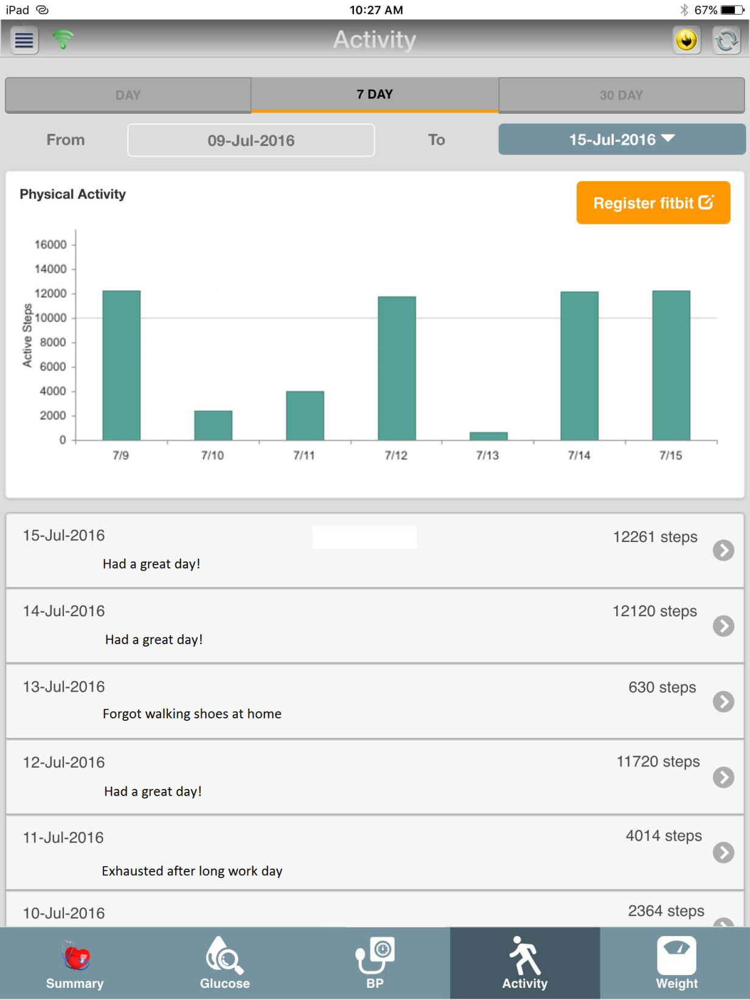 iPad 10:27 AM 67%
Activity
DAY 7 DAY 30 DAY
From 09-Jul-2016 To 15-Jul-2016
Physical Activity
Register fitbit
Active Steps
16000
14000
12000
10000
8000
6000
4000
2000
0
7/9 7/10 7/11 7/12 7/13 7/14 7/15
15-Jul-2016 12261 steps
Had a great day!
14-Jul-2016 12120 steps
Had a great day!
13-Jul-2016 630 steps
Forgot walking shoes at home
12-Jul-2016 11720 steps
Had a great day!
11-Jul-2016 4014 steps
Exhausted after long work day
10-Jul-2016 2364 steps
Summary Glucose BP Activity Weight